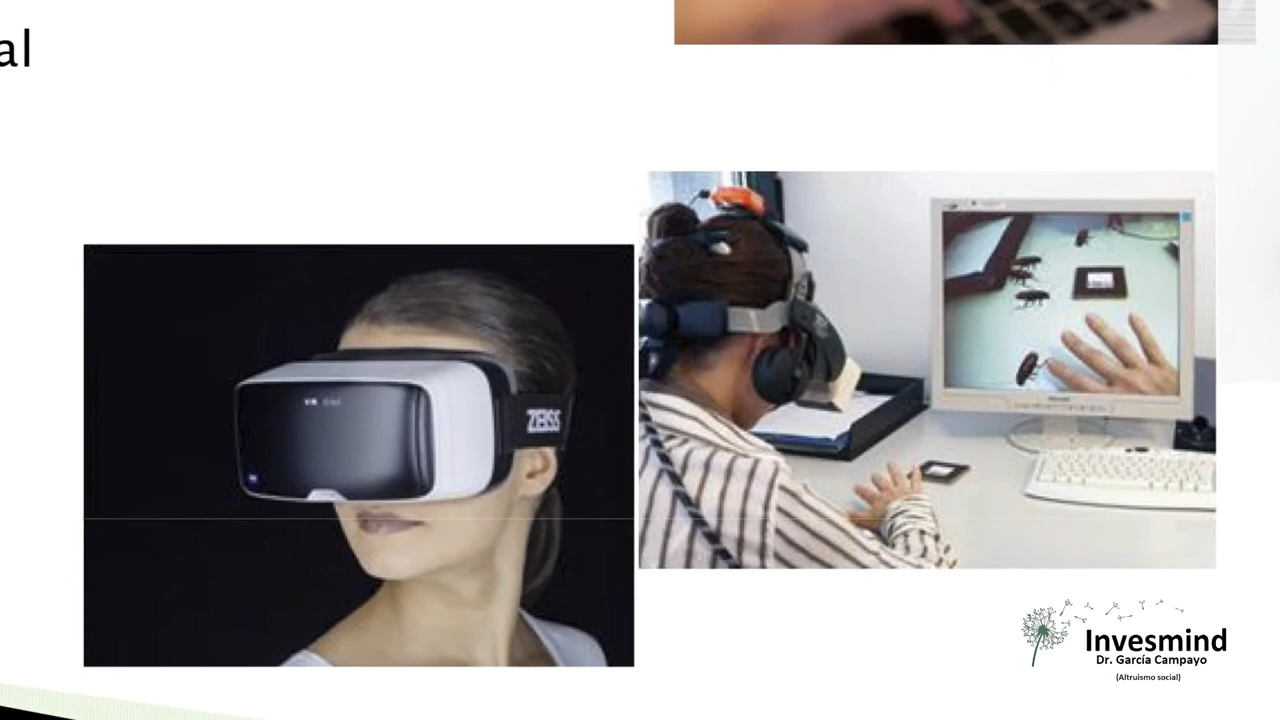 al
ZEISS
Invesmind
Dr. García Campayo
(Altruismo social)